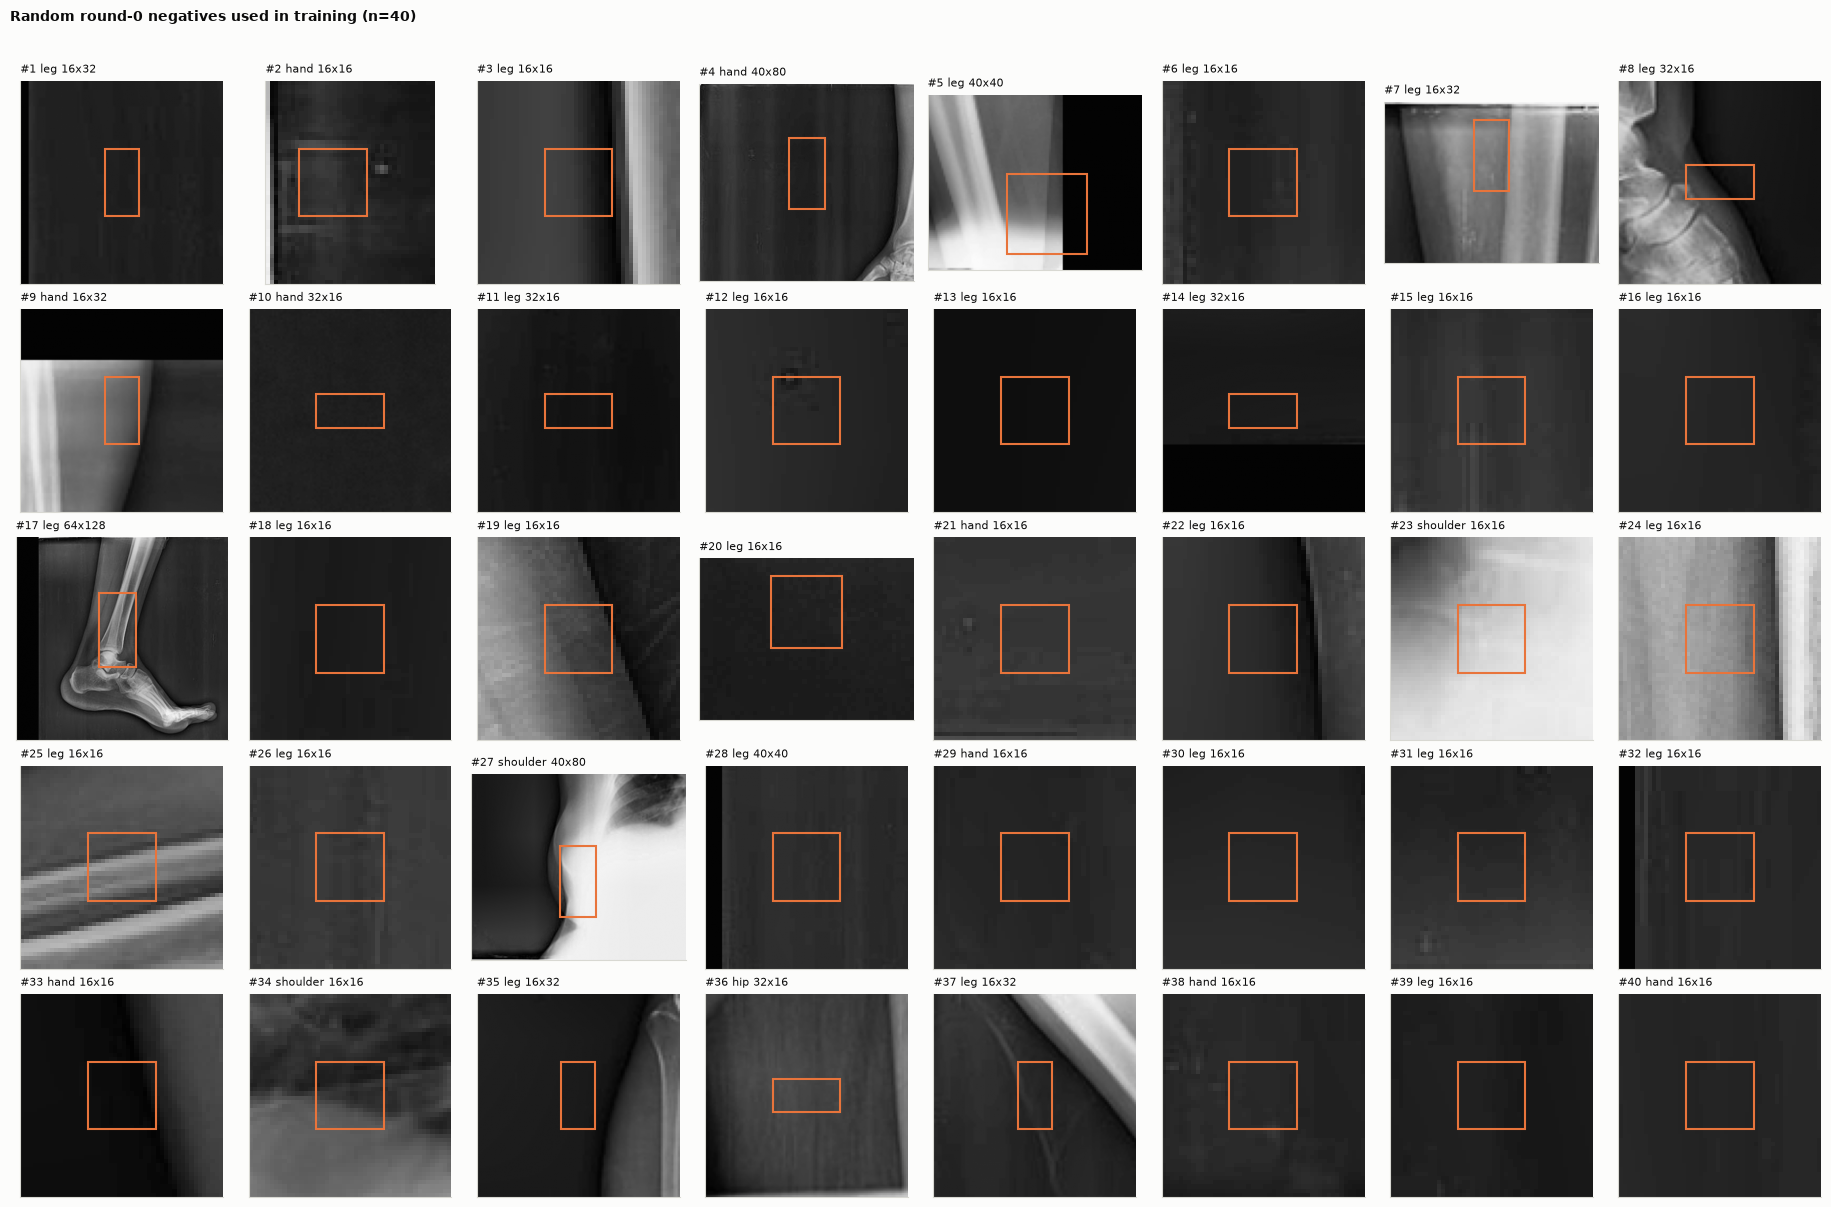 Random round-0 negatives used in training (n=40)
#1 leg 16x32
#2 hand 16x16
#3 leg 16x16
#4 hand 40x80
#5 leg 40x40
#6 leg 16x16
#7 leg 16x32
#8 leg 32x16
#9 hand 16x32
#10 hand 32x16
#11 leg 32x16
#12 leg 16x16
#13 leg 16x16
#14 leg 32x16
#15 leg 16x16
#16 leg 16x16
#17 leg 64x128
#18 leg 16x16
#19 leg 16x16
#20 leg 16x16
#21 hand 16x16
#22 leg 16x16
#23 shoulder 16x16
#24 leg 16x16
#25 leg 16x16
#26 leg 16x16
#27 shoulder 40x80
#28 leg 40x40
#29 hand 16x16
#30 leg 16x16
#31 leg 16x16
#32 leg 16x16
#33 hand 16x16
#34 shoulder 16x16
#35 leg 16x32
#36 hip 32x16
#37 leg 16x32
#38 hand 16x16
#39 leg 16x16
#40 hand 16x16